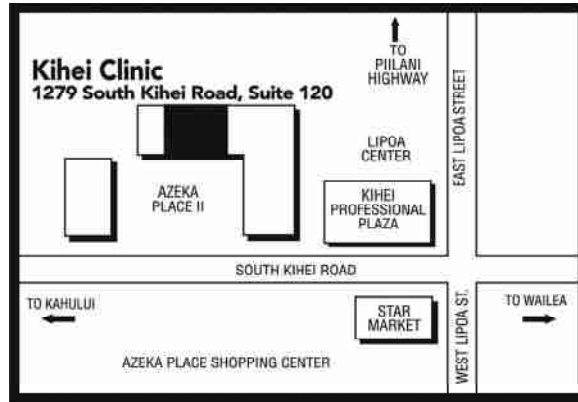 Kihei Clinic
1279 South Kihei Road, Suite 120
TO
PIILANI
HIGHWAY
EAST LIPOA STREET
LIPOA
CENTER
AZEKA
PLACE II
KIHEI
PROFESSIONAL
PLAZA
SOUTH KIHEI ROAD
TO KAHULUI
STAR
MARKET
WEST LIPOA ST.
TO WAILEA
AZEKA PLACE SHOPPING CENTER